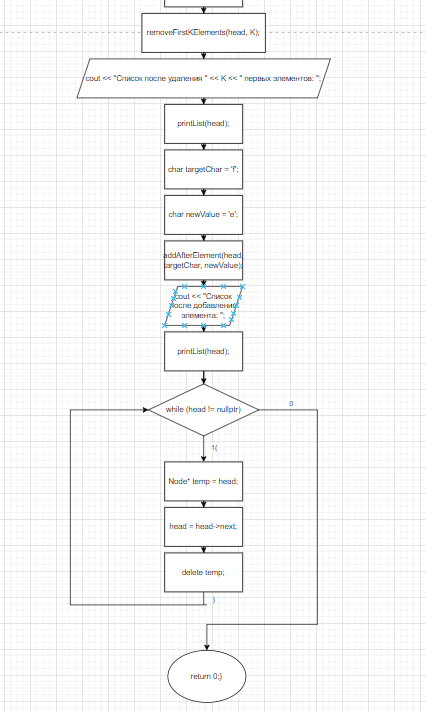 removeFirstKElements(head, K);
cout << "Список после удаления " << K << " первых элементов: ";
printList(head);
char targetChar = 'f';
char newValue = 'e';
addAfterElement(head,
targetChar, newValue);
cout << "Список
после добавления
элемента: ";
printList(head);
while (head != nullptr)
0
1(
Node* temp = head;
head = head->next;
delete temp;
)
return 0;)